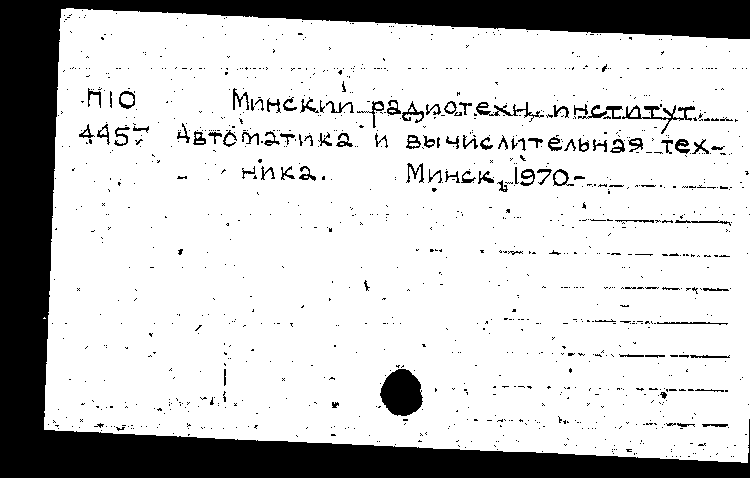 П10 Минский радиотехн. институт.
4457 Автоматика и вычислительная тех-
ника. Минск, 1970-